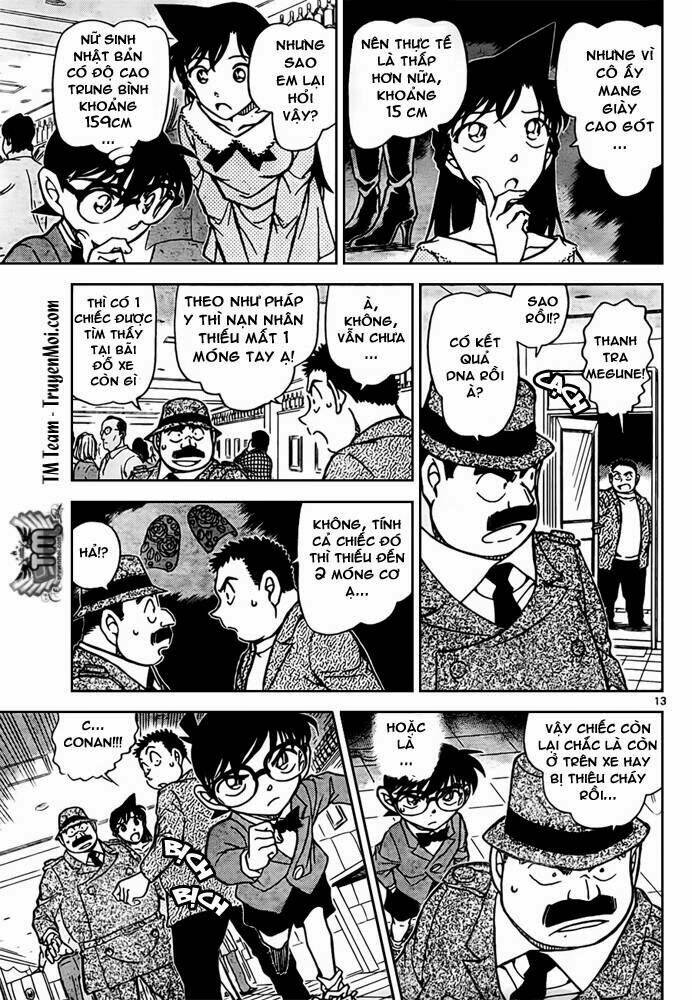 NHƯNG VÌ
CÔ ẤY
MANG
GIÀY
CAO GÓT
NÊN THỰC TẾ
LÀ THẤP
HƠN NỮA,
KHOẢNG
15 CM
NHƯNG
SAO
EM LẠI
HỎI
VẬY?
NỮ SINH
NHẬT BẢN
CÓ ĐỘ CAO
TRUNG BÌNH
KHOẢNG
159CM
...
THANH
TRA
MEGUNE!
SAO
RỒI!?
CÓ KẾT
QUẢ
DNA RỒI
À?
CẠCH
À,
KHÔNG,
VẪN CHƯA
...
THEO NHƯ PHÁP
Y THÌ NẠN NHÂN
THIẾU MẤT 1
MÓNG TAY Ạ!
THÌ CÓ 1
CHIẾC ĐƯỢC
TÌM THẤY
TẠI BÃI
ĐỖ XE
CÒN GÌ
KHÔNG, TÍNH
CẢ CHIẾC ĐÓ
THÌ THIẾU ĐẾN
2 MÓNG CƠ
Ạ...
HẢ!?
13
VẬY CHIẾC CÒN
LẠI CHẮC LÀ CÒN
Ở TRÊN XE HAY
BỊ THIÊU CHÁY
RỒI...
HOẶC
LÀ
...
C...
CONAN!!!
BỊCH
BỊCH
TM Team - TruyenMoi.com
TM